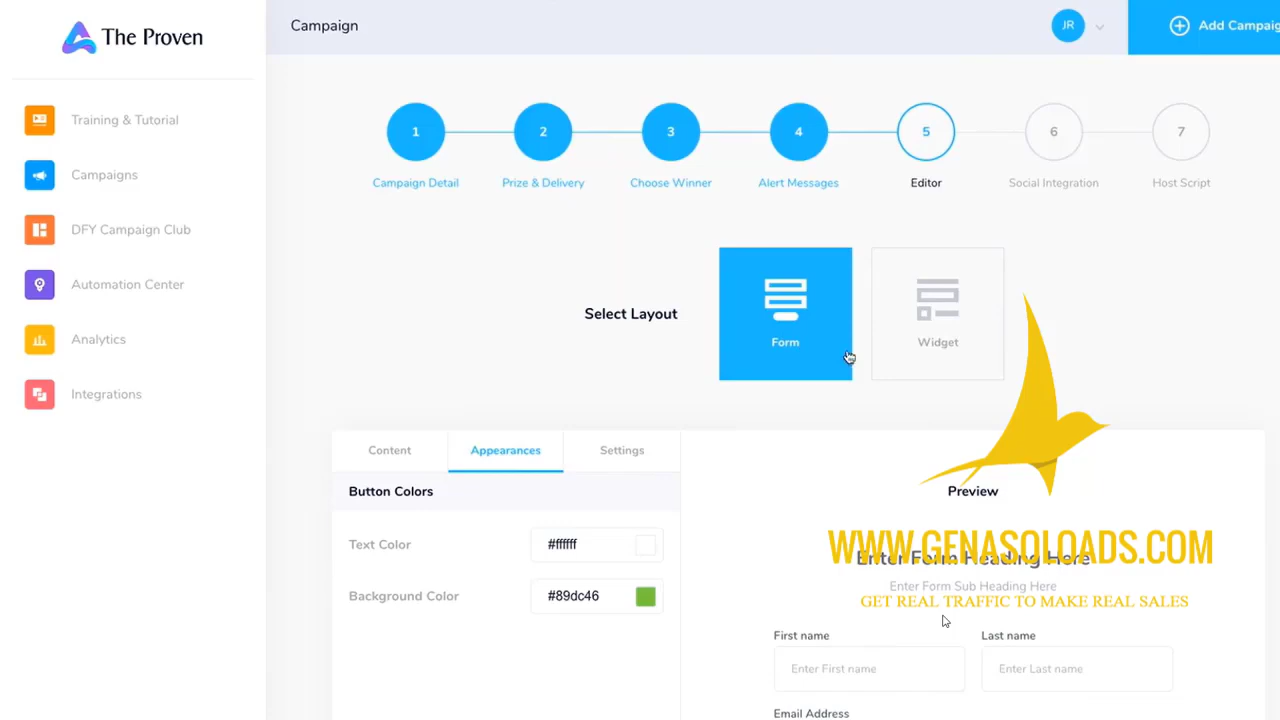 The Proven
Campaign
JR
Add Campaig
Training & Tutorial
Campaigns
DFY Campaign Club
Automation Center
Analytics
Integrations
1
2
3
4
5
6
7
Campaign Detail
Prize & Delivery
Choose Winner
Alert Messages
Editor
Social Integration
Host Script
Select Layout
Form
Widget
Content
Appearances
Settings
Button Colors
Text Color
#ffffff
Background Color
#89dc46
Preview
WWW.GENASOLOADS.COM
Enter Form Heading Here
Enter Form Sub Heading Here
GET REAL TRAFFIC TO MAKE REAL SALES
First name
Last name
Enter First name
Enter Last name
Email Address